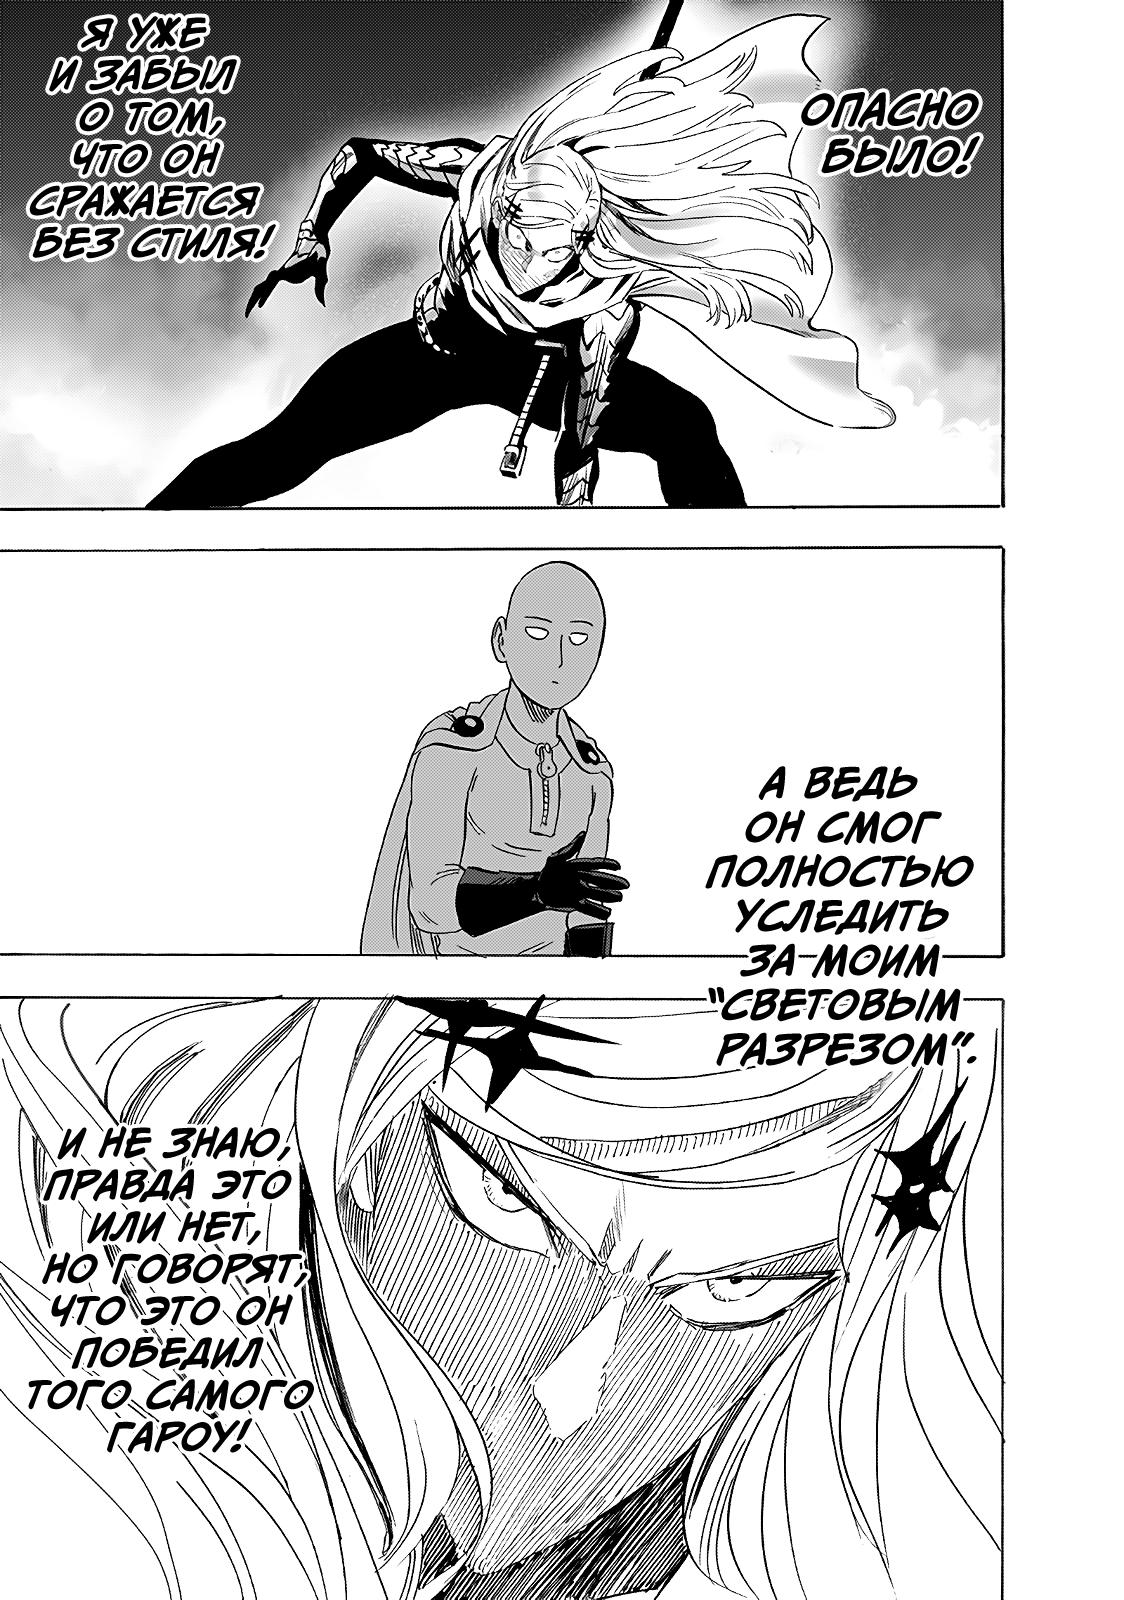 ОПАСНО
БЫЛО!
Я УЖЕ
И ЗАБЫЛ
О ТОМ,
ЧТО ОН
СРАЖАЕТСЯ
БЕЗ СТИЛЯ!
А ВЕДЬ
ОН СМОГ
ПОЛНОСТЬЮ
УСЛЕДИТЬ
ЗА МОИМ
“СВЕТОВЫМ
РАЗРЕЗОМ”.
И НЕ ЗНАЮ,
ПРАВДА ЭТО
ИЛИ НЕТ,
НО ГОВОРЯТ,
ЧТО ЭТО ОН
ПОБЕДИЛ
ТОГО САМОГО
ГАРОУ!